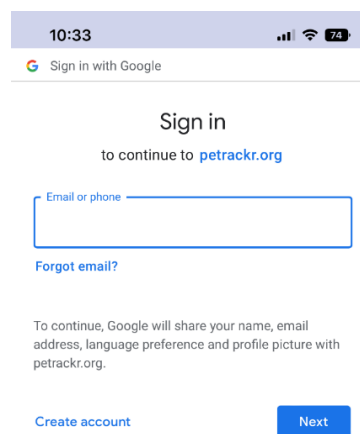 10:33
74
Sign in with Google
Sign in
to continue to petrackr.org
Email or phone
Forgot email?
To continue, Google will share your name, email
address, language preference and profile picture with
petrackr.org.
Create account
Next